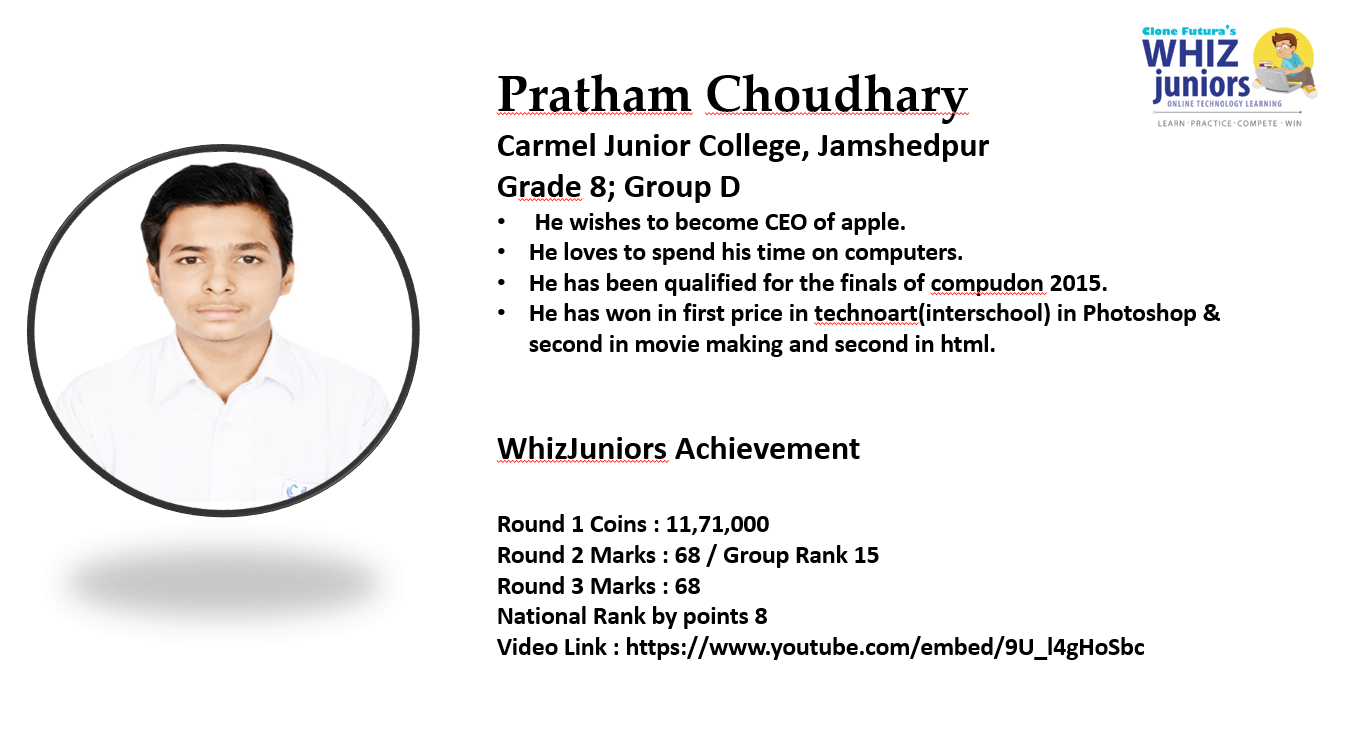 Clone Futura's
WHIZ
juniors
ONLINE TECHNOLOGY LEARNING
LEARN · PRACTICE · COMPETE · WIN
Pratham Choudhary
Carmel Junior College, Jamshedpur
Grade 8; Group D
• He wishes to become CEO of apple.
• He loves to spend his time on computers.
• He has been qualified for the finals of compudon 2015.
• He has won in first price in technoart(interschool) in Photoshop &
second in movie making and second in html.
WhizJuniors Achievement
Round 1 Coins : 11,71,000
Round 2 Marks : 68 / Group Rank 15
Round 3 Marks : 68
National Rank by points 8
Video Link : https://www.youtube.com/embed/9U_l4gHoSbc